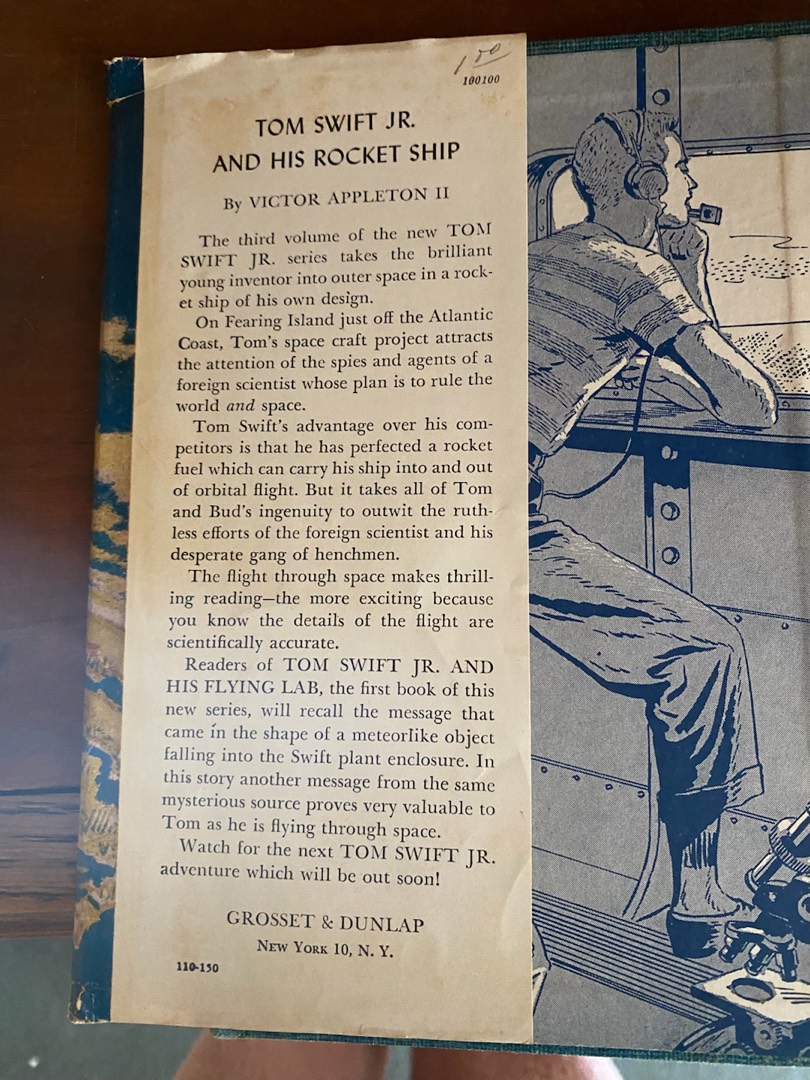 1.00
100100
TOM SWIFT JR.
AND HIS ROCKET SHIP
By VICTOR APPLETON II
The third volume of the new TOM
SWIFT JR. series takes the brilliant
young inventor into outer space in a rock-
et ship of his own design.
On Fearing Island just off the Atlantic
Coast, Tom's space craft project attracts
the attention of the spies and agents of a
foreign scientist whose plan is to rule the
world and space.
Tom Swift's advantage over his com-
petitors is that he has perfected a rocket
fuel which can carry his ship into and out
of orbital flight. But it takes all of Tom
and Bud's ingenuity to outwit the ruth-
less efforts of the foreign scientist and his
desperate gang of henchmen.
The flight through space makes thrill-
ing reading—the more exciting because
you know the details of the flight are
scientifically accurate.
Readers of TOM SWIFT JR. AND
HIS FLYING LAB, the first book of this
new series, will recall the message that
came in the shape of a meteorlike object
falling into the Swift plant enclosure. In
this story another message from the same
mysterious source proves very valuable to
Tom as he is flying through space.
Watch for the next TOM SWIFT JR.
adventure which will be out soon!
GROSSET & DUNLAP
NEW YORK 10, N. Y.
110-150